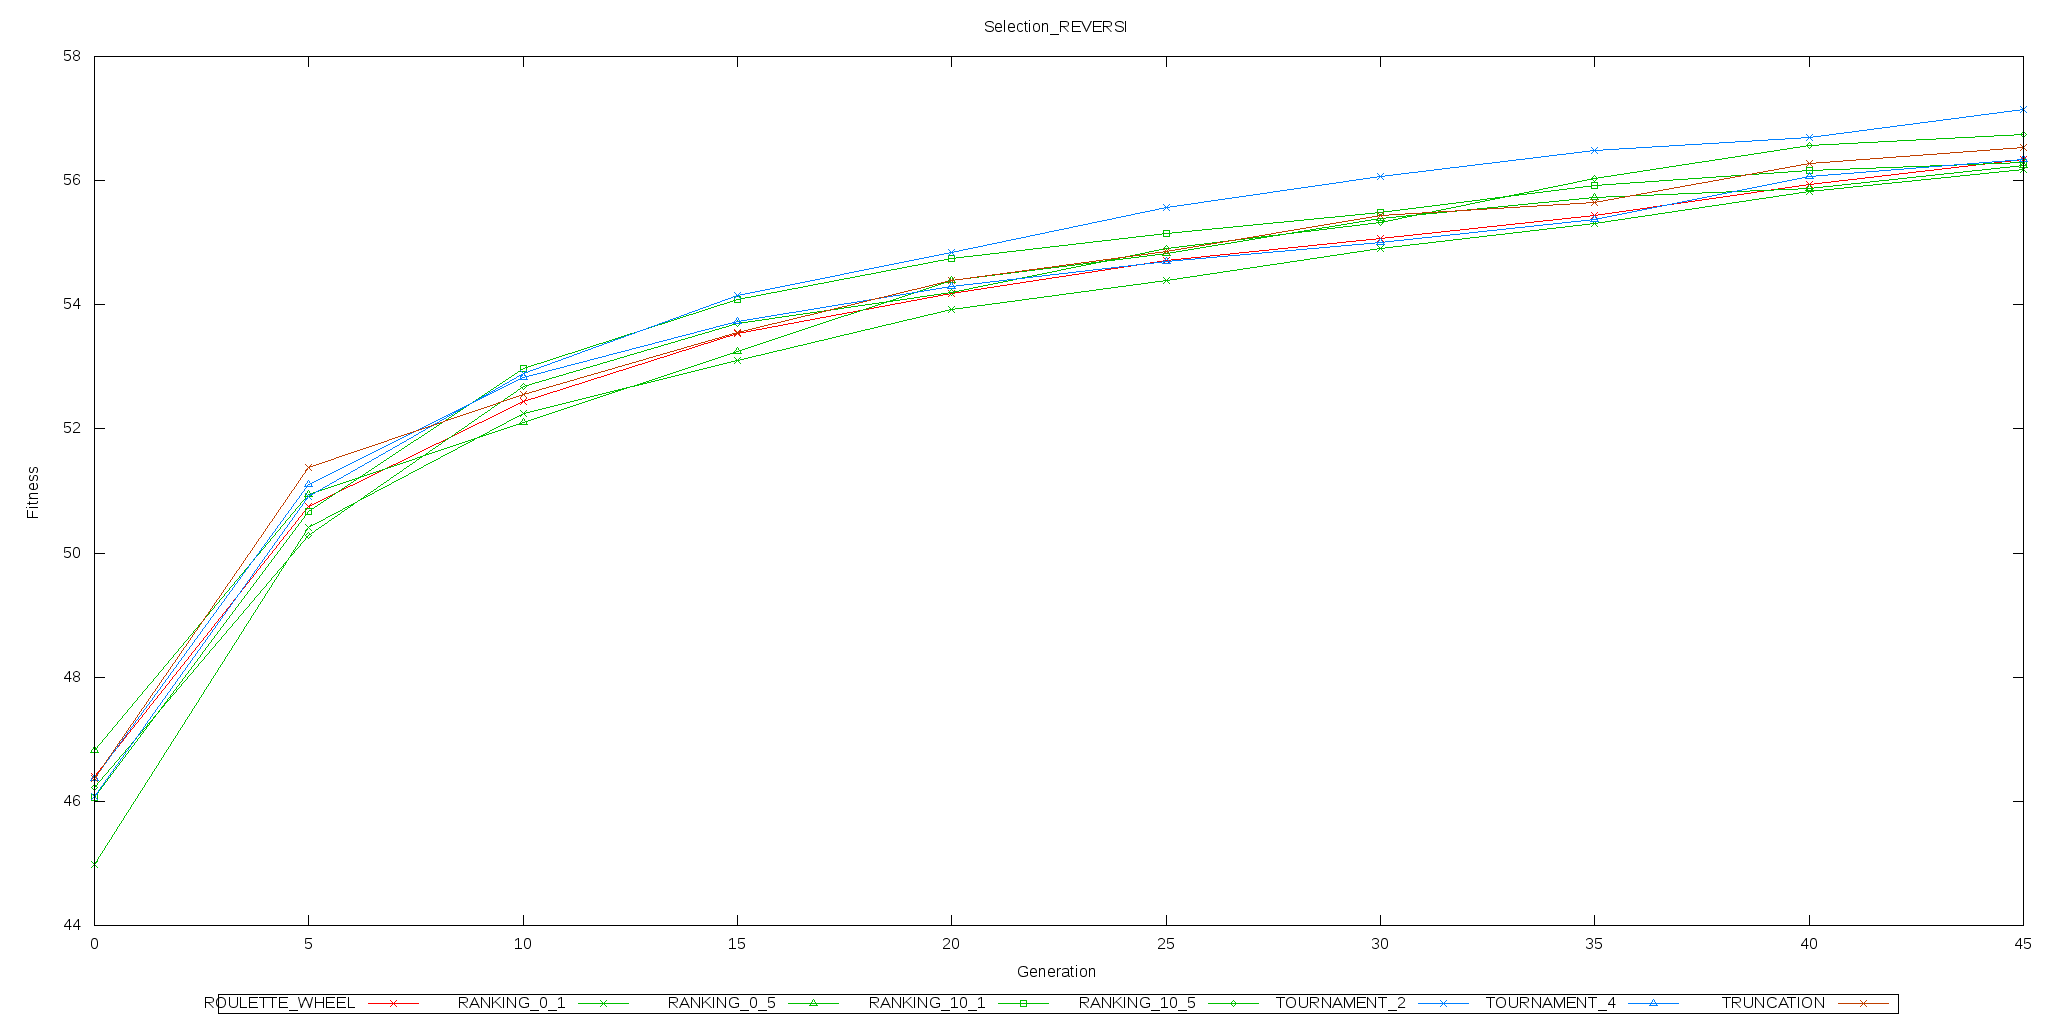 Selection_REVERSI
58
56
54
52
50
48
46
44
Fitness
0 5 10 15 20 25 30 35 40 45
Generation
ROULETTE_WHEEL RANKING_0_1 RANKING_0_5 RANKING_10_1 RANKING_10_5 TOURNAMENT_2 TOURNAMENT_4 TRUNCATION